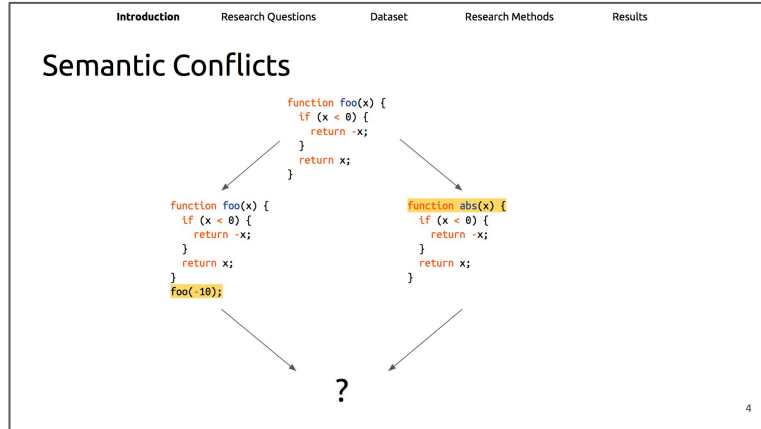 Introduction Research Questions Dataset Research Methods Results
Semantic Conflicts
function foo(x) {
  if (x < 0) {
    return -x;
  }
  return x;
}
function foo(x) {
  if (x < 0) {
    return -x;
  }
  return x;
}
foo(-10);
function abs(x) {
  if (x < 0) {
    return -x;
  }
  return x;
}
?
4